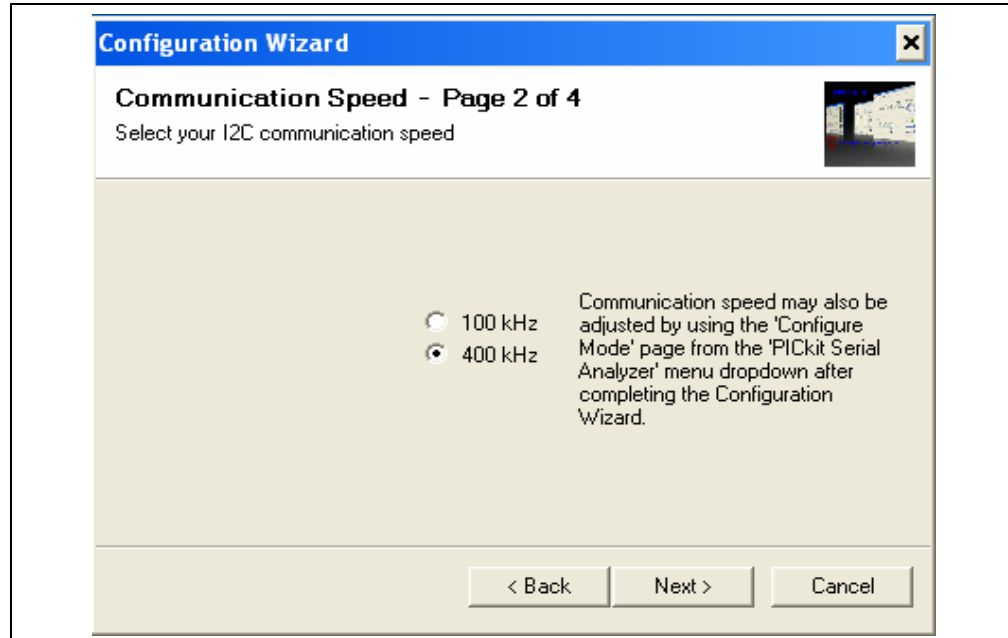 Configuration Wizard
Communication Speed - Page 2 of 4
Select your I2C communication speed
100 kHz
400 kHz
Communication speed may also be
adjusted by using the 'Configure
Mode' page from the 'PICkit Serial
Analyzer' menu dropdown after
completing the Configuration
Wizard.
< Back
Next >
Cancel